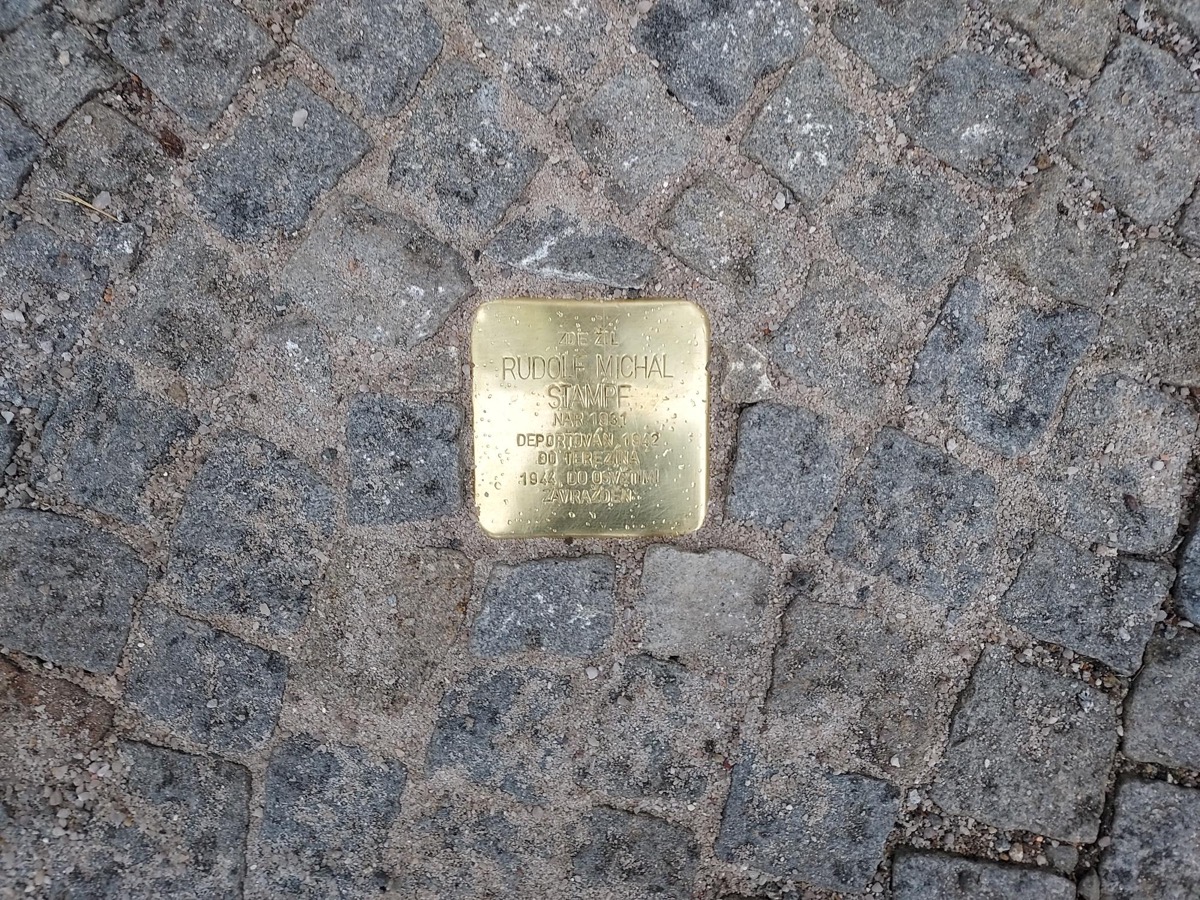 ZDE ŽIL
RUDOLF MICHAL
STAMPF
NAR. 1931
DEPORTOVÁN 1942
DO TEREZÍNA
1944 DO OSVĚTIMI
ZAVRAŽDĚN